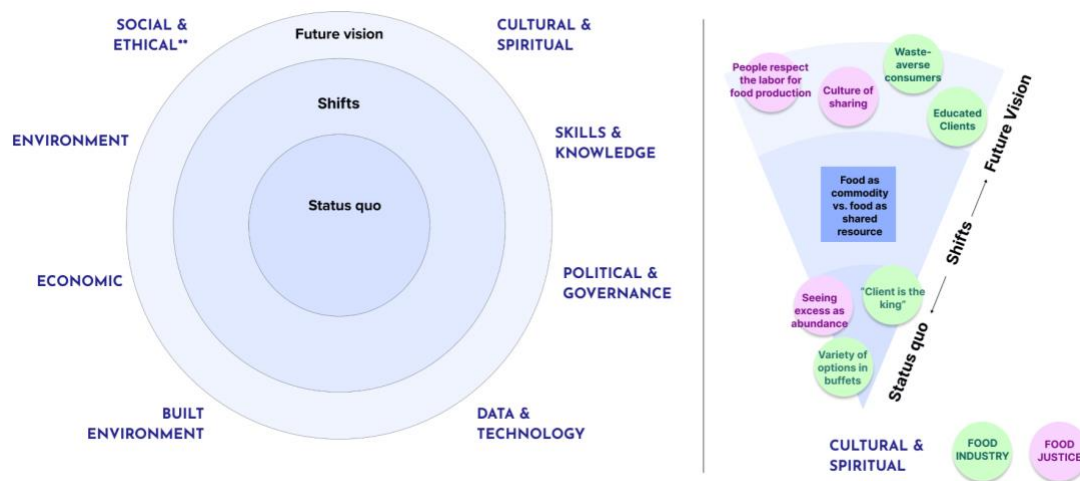 SOCIAL &
ETHICAL**
CULTURAL &
SPIRITUAL
ENVIRONMENT
SKILLS &
KNOWLEDGE
ECONOMIC
POLITICAL &
GOVERNANCE
BUILT
ENVIRONMENT
DATA &
TECHNOLOGY
Future vision
Shifts
Status quo
People respect
the labor for
food production
Culture of
sharing
Waste-
averse
consumers
Educated
Clients
Food as
commodity
vs. food as
shared
resource
Seeing
excess as
abundance
"Client is the
king"
Variety of
options in
buffets
Future Vision
Shifts
Status quo
CULTURAL &
SPIRITUAL
FOOD
INDUSTRY
FOOD
JUSTICE